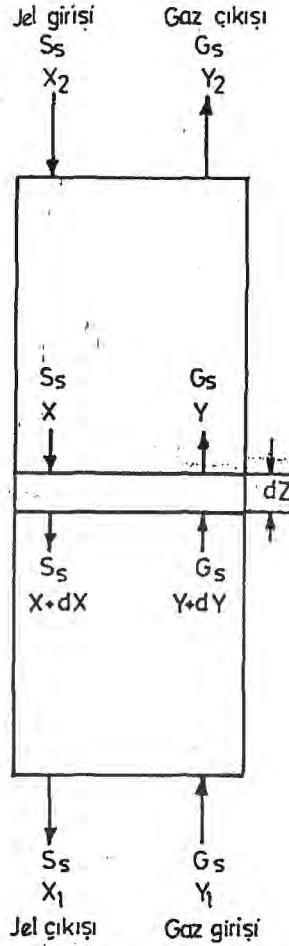 Jel girişi Gaz çıkışı
Ss Gs
X2 Y2
Ss Gs
X Y
dZ
Ss Gs
X+dX Y+dY
Ss Gs
X1 Y1
Jel çıkışı Gaz girişi